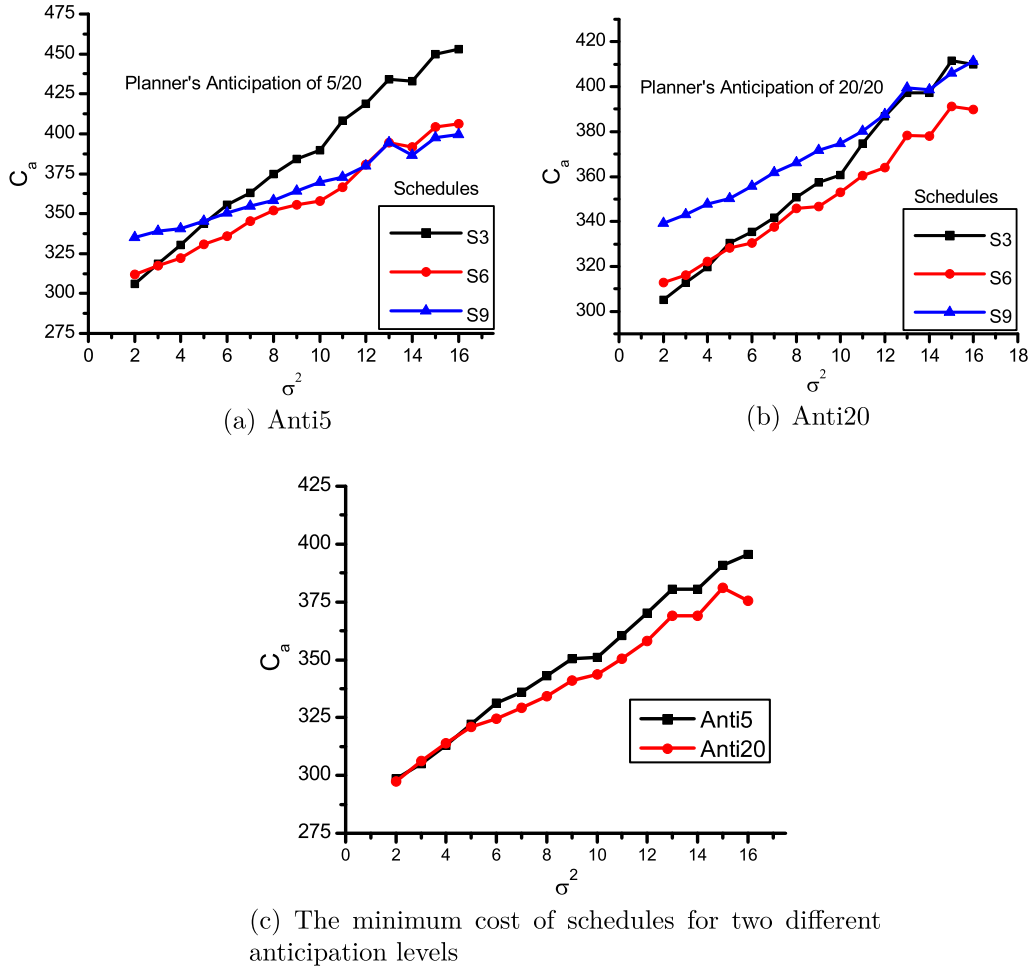 475
450
425
400
375
350
325
300
275
C_a
Planner's Anticipation of 5/20
Schedules
S3
S6
S9
0 2 4 6 8 10 12 14 16
σ²
(a) Anti5
420
400
380
360
340
320
300
C_a
Planner's Anticipation of 20/20
Schedules
S3
S6
S9
0 2 4 6 8 10 12 14 16 18
σ²
(b) Anti20
425
400
375
350
325
300
275
C_a
Anti5
Anti20
0 2 4 6 8 10 12 14 16
σ²
(c) The minimum cost of schedules for two different
anticipation levels